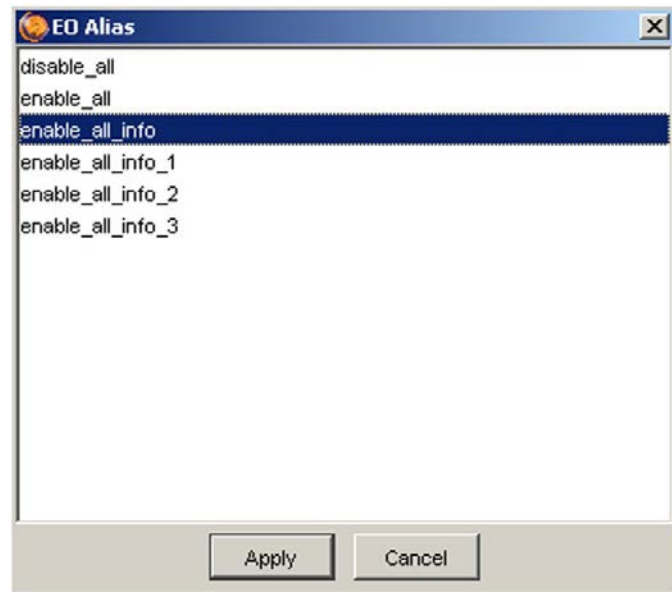 EO Alias
disable_all
enable_all
enable_all_info
enable_all_info_1
enable_all_info_2
enable_all_info_3
Apply Cancel